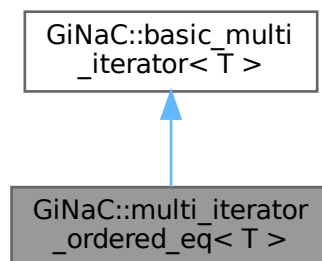 GiNaC::basic_multi
_iterator< T >
GiNaC::multi_iterator
_ordered_eq< T >